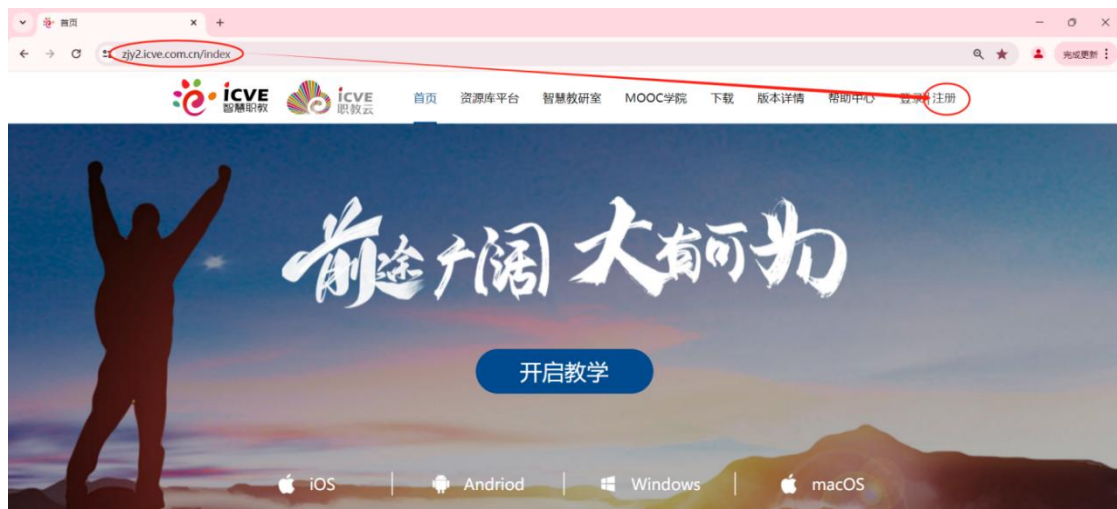 首页
zjy2.icve.com.cn/index
完成更新
icve 智慧职教
icve 职教云
首页 资源库平台 智慧教研室 MOOC学院 下载 版本详情 帮助中心 登录 注册
前途广阔 大有可为
开启教学
iOS | Andriod | Windows | macOS